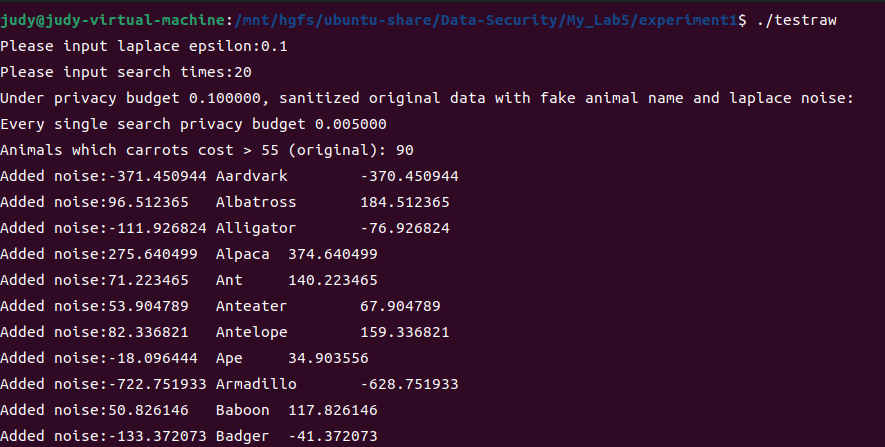 judy@judy-virtual-machine:/mnt/hgfs/ubuntu-share/Data-Security/My_Lab5/experiment1$ ./testraw
Please input laplace epsilon:0.1
Please input search times:20
Under privacy budget 0.100000, sanitized original data with fake animal name and laplace noise:
Every single search privacy budget 0.005000
Animals which carrots cost > 55 (original): 90
Added noise:-371.450944 Aardvark -370.450944
Added noise:96.512365 Albatross 184.512365
Added noise:-111.926824 Alligator -76.926824
Added noise:275.640499 Alpaca 374.640499
Added noise:71.223465 Ant 140.223465
Added noise:53.904789 Anteater 67.904789
Added noise:82.336821 Antelope 159.336821
Added noise:-18.096444 Ape 34.903556
Added noise:-722.751933 Armadillo -628.751933
Added noise:50.826146 Baboon 117.826146
Added noise:-133.372073 Badger -41.372073